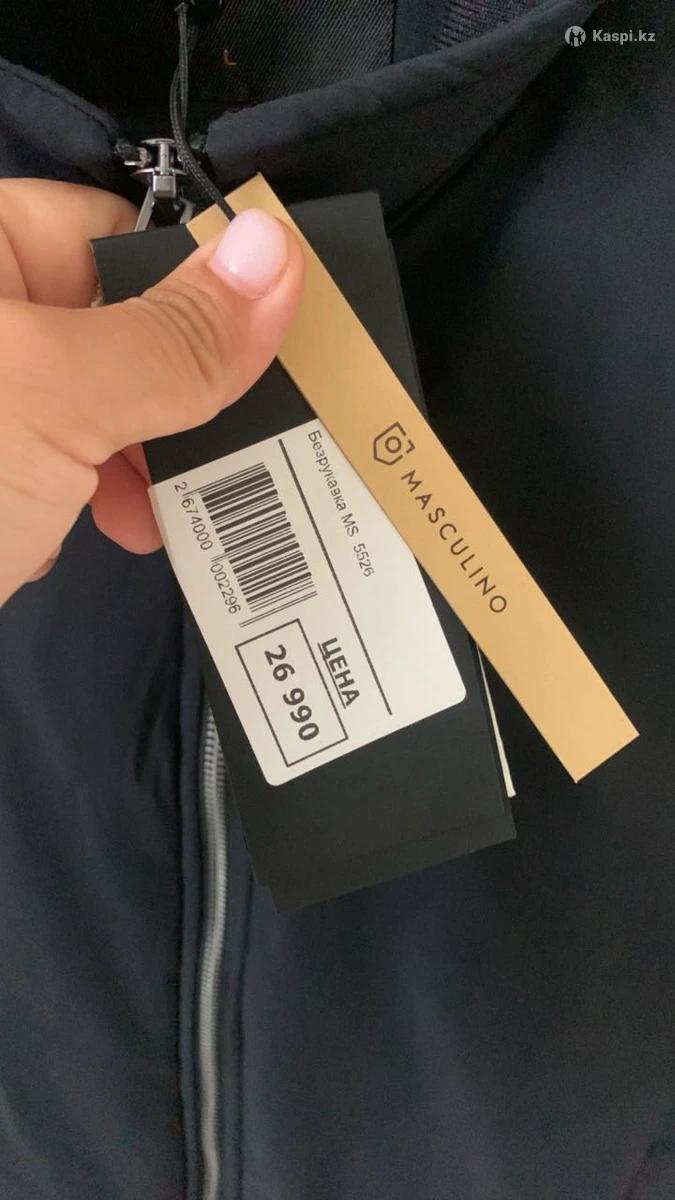 Kaspi.kz
L
MASCULINO
Безрукавка MS 5526
2 674000 002296
ЦЕНА
26 990